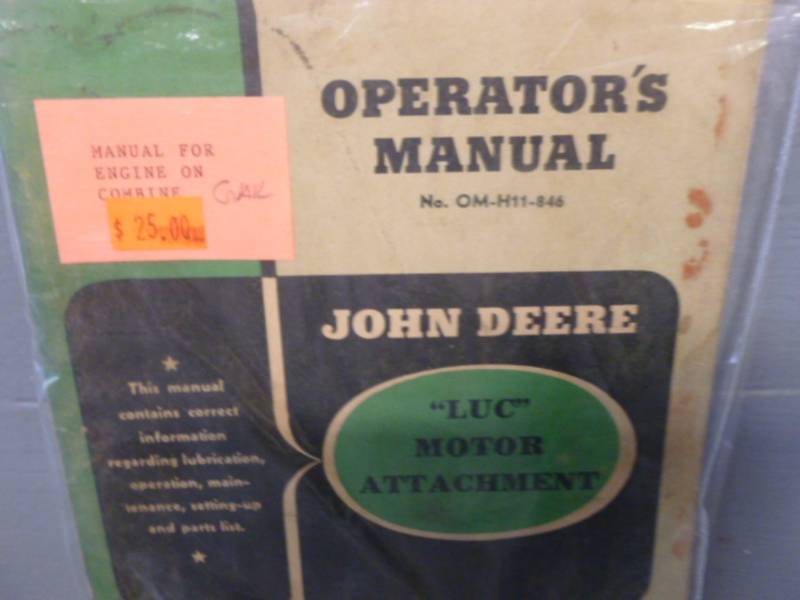 OPERATOR'S
MANUAL
No. OM-H11-846
MANUAL FOR
ENGINE ON
COMBINE
$ 25.00
JOHN DEERE
"LUC"
MOTOR
ATTACHMENT
This manual
contains correct
information
regarding lubrication,
operation, main-
tenance, setting-up
and parts list.